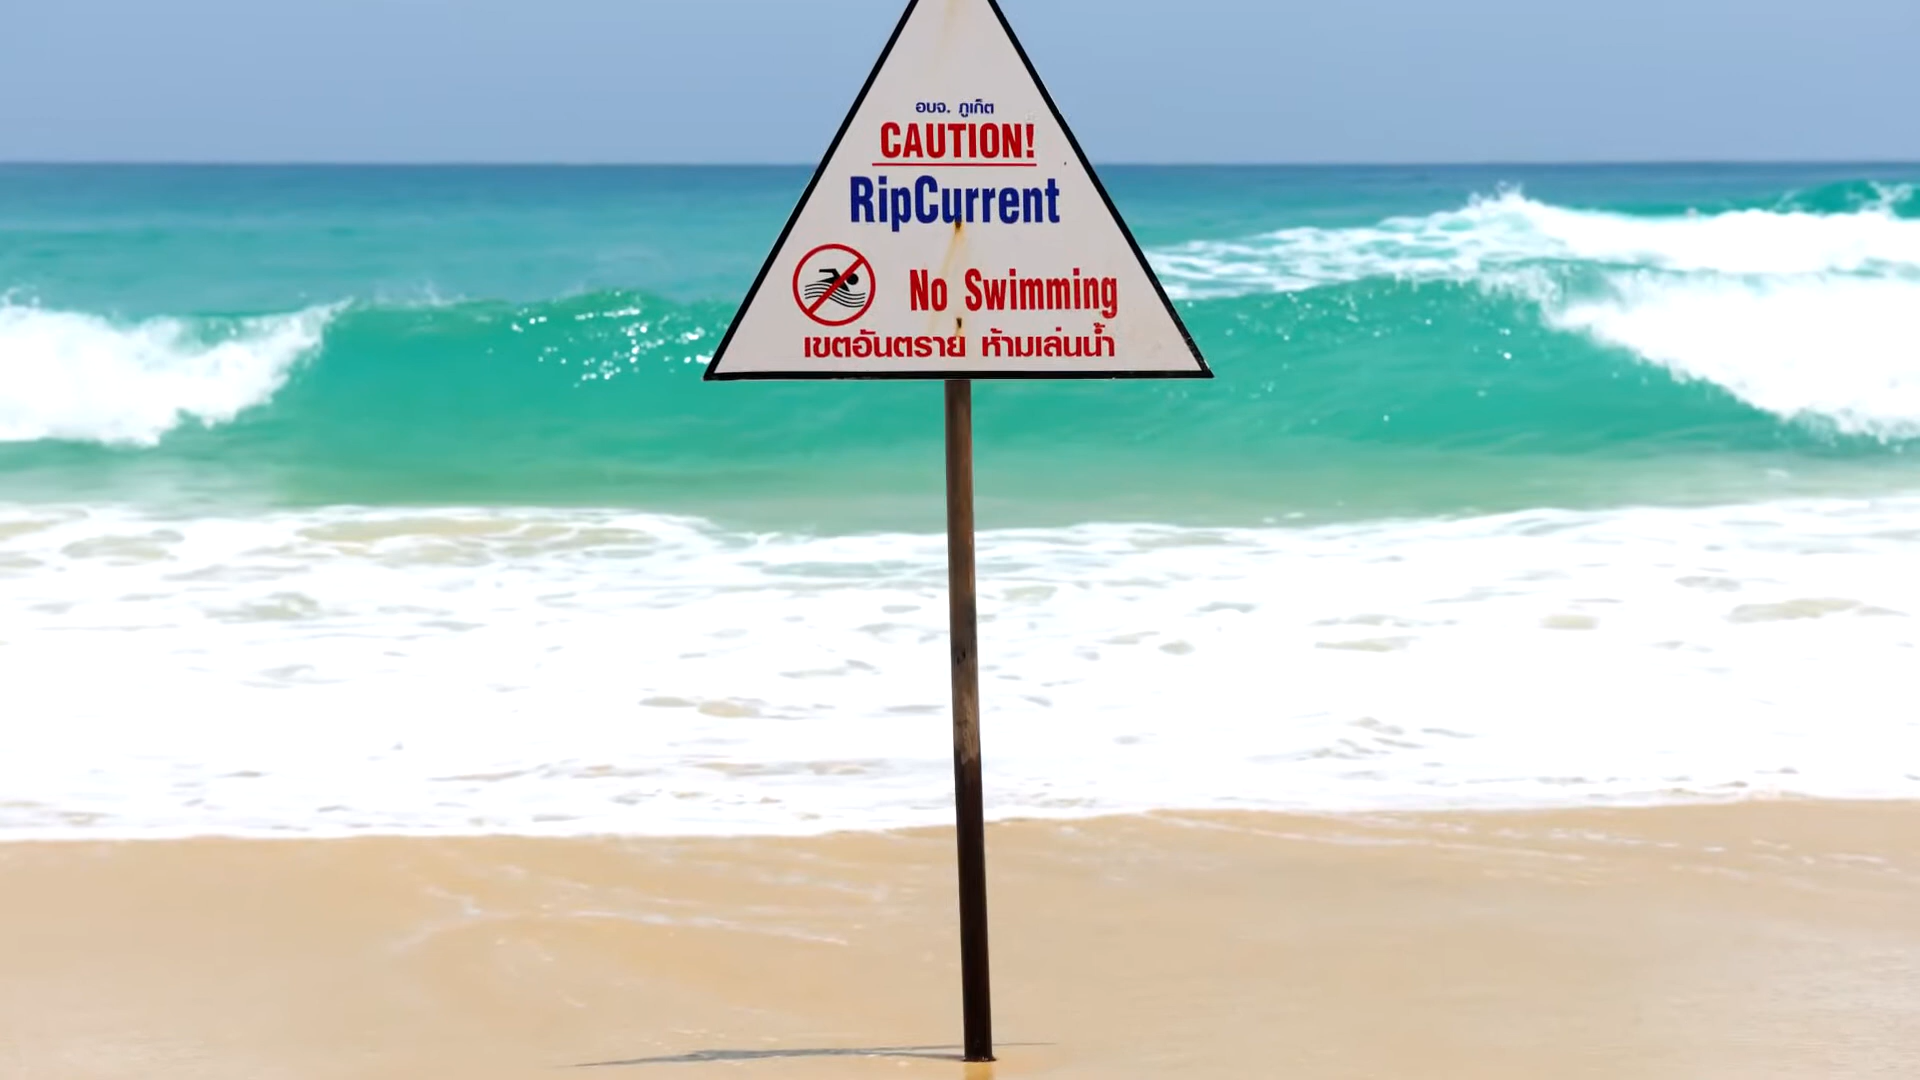 อบจ. ภูเก็ต
CAUTION!
RipCurrent
No Swimming
เขตอันตราย ห้ามเล่นน้ำ